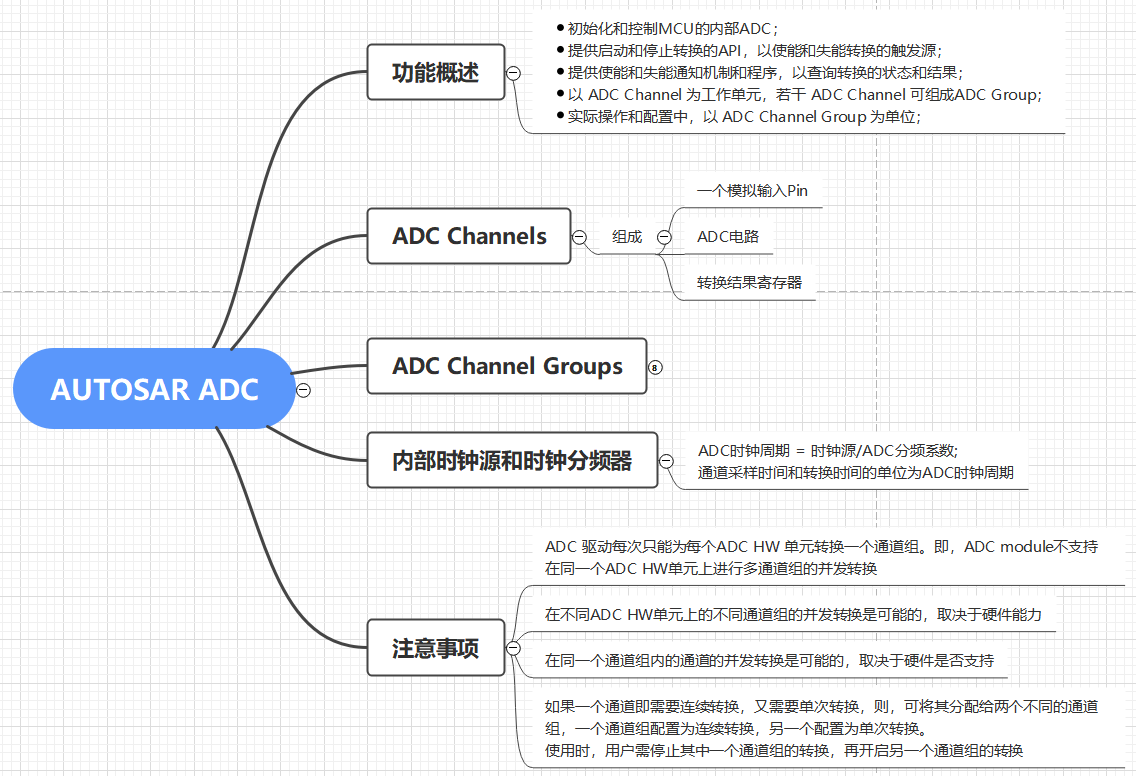 功能概述
●初始化和控制MCU的内部ADC；
●提供启动和停止转换的API，以使能和失能转换的触发源；
●提供使能和失能通知机制和程序，以查询转换的状态和结果；
●以 ADC Channel 为工作单元，若干 ADC Channel 可组成ADC Group；
●实际操作和配置中，以 ADC Channel Group 为单位；
ADC Channels
组成
一个模拟输入Pin
ADC电路
转换结果寄存器
ADC Channel Groups
8
AUTOSAR ADC
内部时钟源和时钟分频器
ADC时钟周期 = 时钟源/ADC分频系数;
通道采样时间和转换时间的单位为ADC时钟周期
注意事项
ADC 驱动每次只能为每个ADC HW 单元转换一个通道组。即，ADC module不支持
在同一个ADC HW单元上进行多通道组的并发转换
在不同ADC HW单元上的不同通道组的并发转换是可能的，取决于硬件能力
在同一个通道组内的通道的并发转换是可能的，取决于硬件是否支持
如果一个通道即需要连续转换，又需要单次转换，则，可将其分配给两个不同的通道
组，一个通道组配置为连续转换，另一个配置为单次转换。
使用时，用户需停止其中一个通道组的转换，再开启另一个通道组的转换